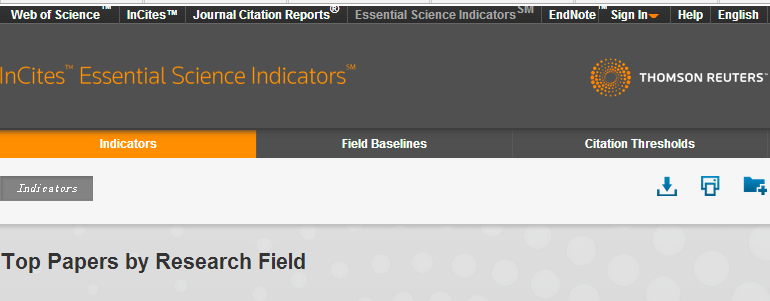 Web of Science™ InCites™ Journal Citation Reports® Essential Science Indicators℠ EndNote™ Sign In Help English
InCites™ Essential Science Indicators℠
THOMSON REUTERS™
Indicators Field Baselines Citation Thresholds
Indicators
Top Papers by Research Field